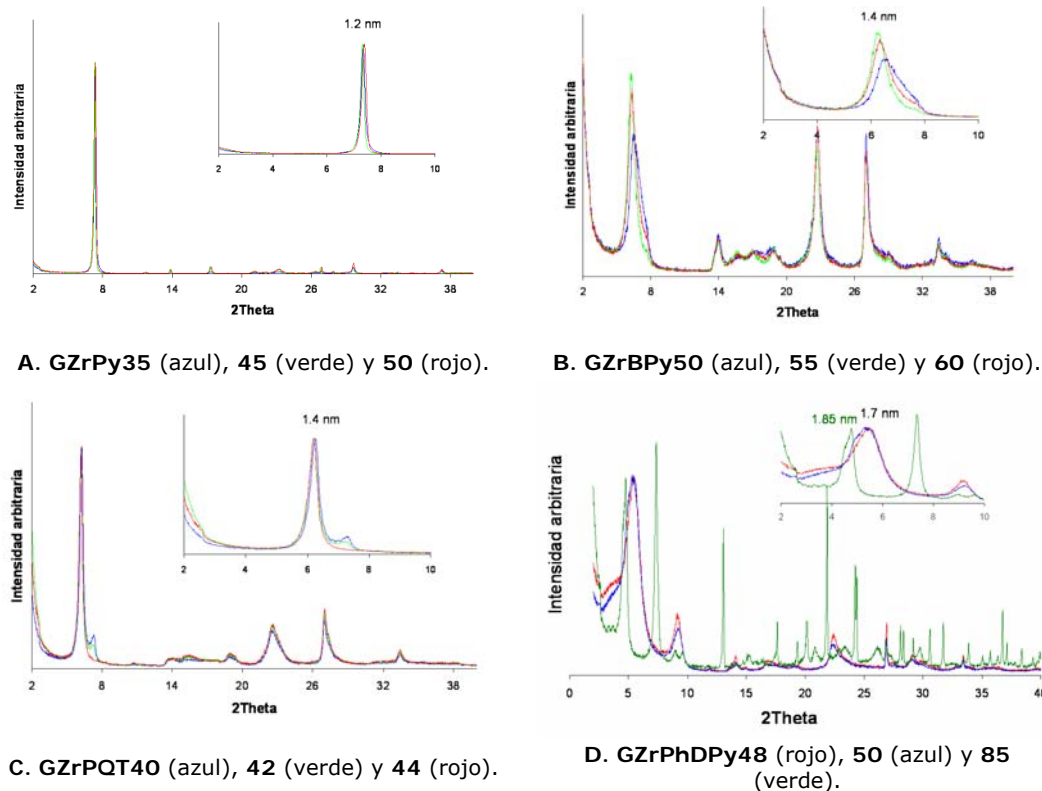 1.2 nm
Intensidad arbitraria
2 4 6 8 10
2 8 14 20 26 32 38
2Theta
A. GZrPy35 (azul), 45 (verde) y 50 (rojo).
1.4 nm
Intensidad arbitraria
2 4 6 8 10
2 8 14 20 26 32 38
2Theta
B. GZrBPy50 (azul), 55 (verde) y 60 (rojo).
1.4 nm
Intensidad arbitraria
2 4 6 8 10
2 8 14 20 26 32 38
2Theta
C. GZrPQT40 (azul), 42 (verde) y 44 (rojo).
1.85 nm 1.7 nm
Intensidad arbitraria
2 4 6 8 10
0 5 10 15 20 25 30 35 40
2Theta
D. GZrPhDPy48 (rojo), 50 (azul) y 85
(verde).